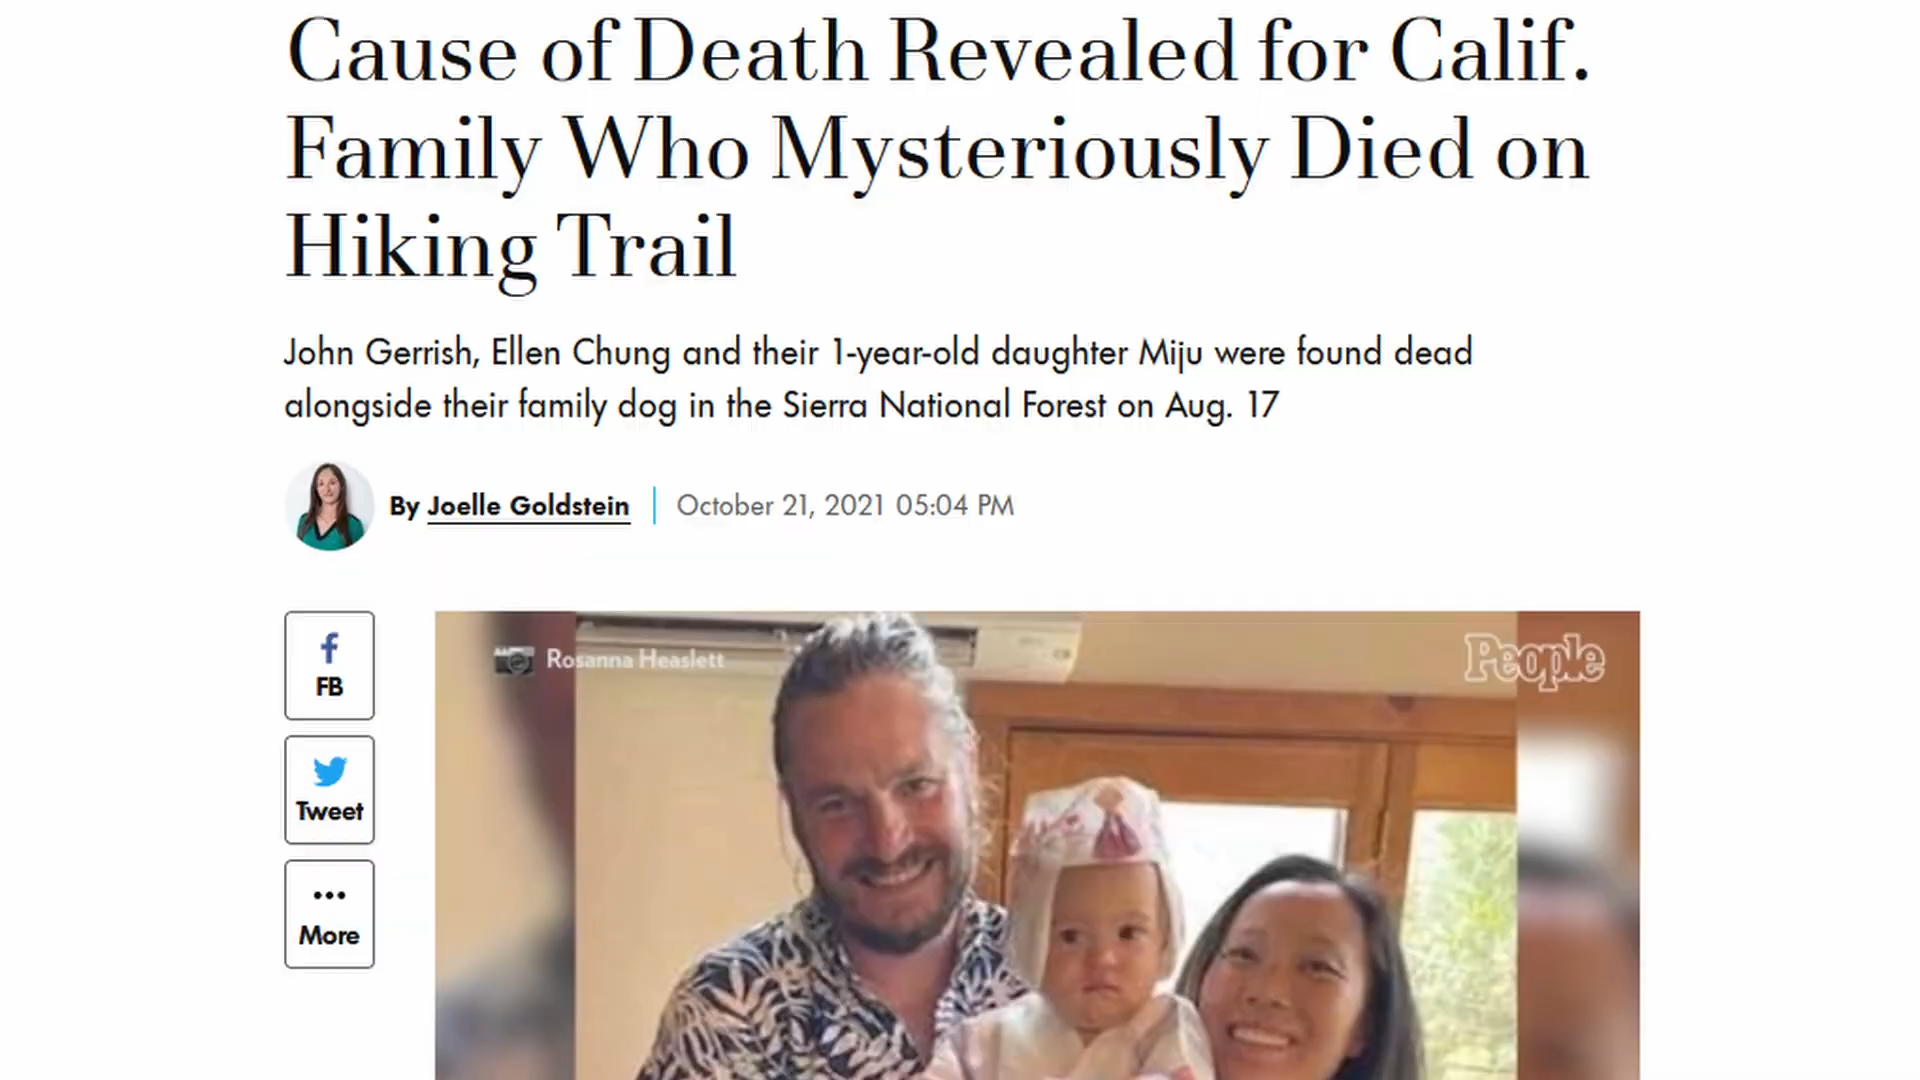 Cause of Death Revealed for Calif.
Family Who Mysteriously Died on
Hiking Trail
John Gerrish, Ellen Chung and their 1-year-old daughter Miju were found dead
alongside their family dog in the Sierra National Forest on Aug. 17
By Joelle Goldstein | October 21, 2021 05:04 PM
FB
Tweet
More
Rosanna Heaslett
People